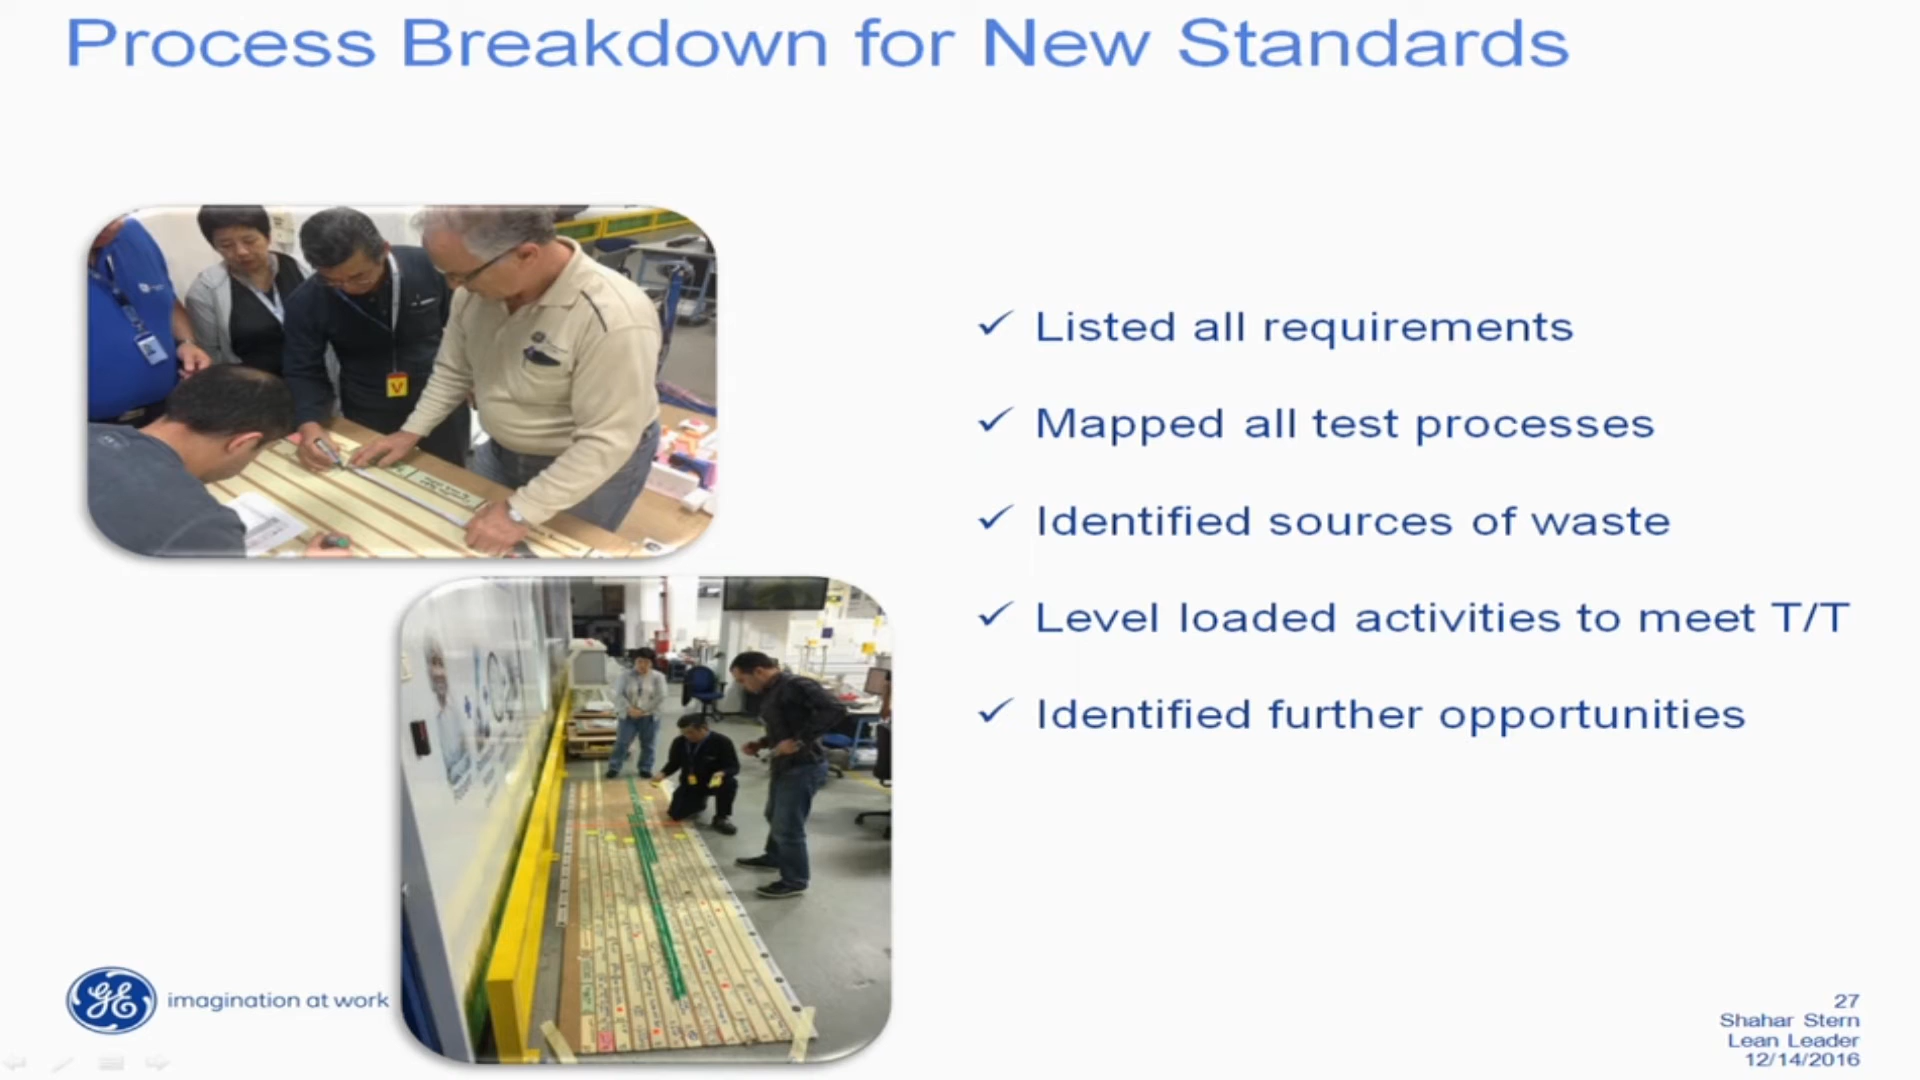 Process Breakdown for New Standards
✓ Listed all requirements
✓ Mapped all test processes
✓ Identified sources of waste
✓ Level loaded activities to meet T/T
✓ Identified further opportunities
V
GE imagination at work
27
Shahar Stern
Lean Leader
12/14/2016